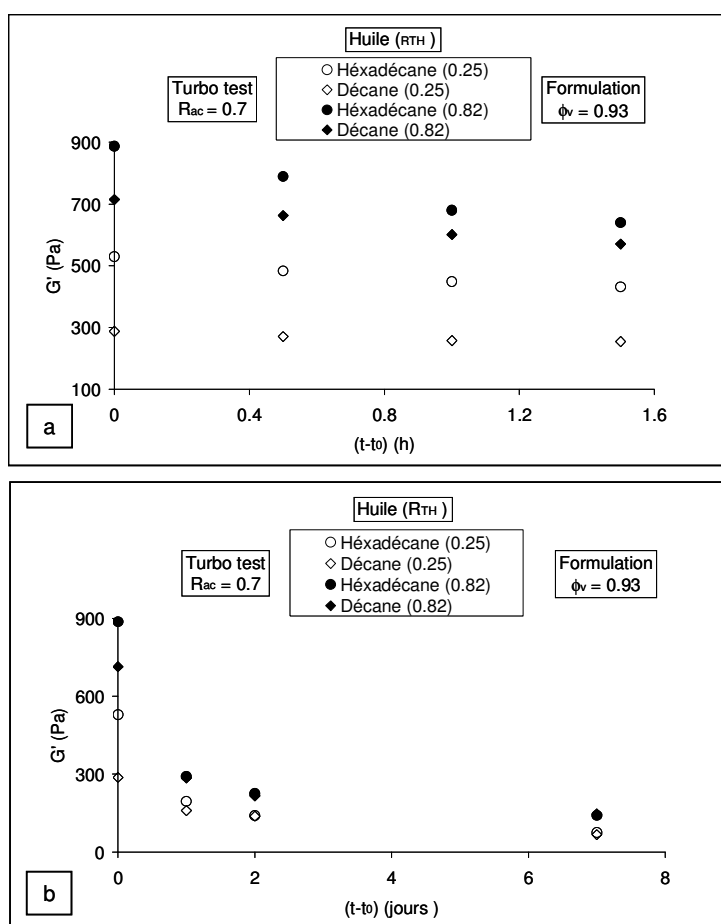 Huile (RTH )
Turbo test
Rac = 0.7
Héxadécane (0.25)
Décane (0.25)
Héxadécane (0.82)
Décane (0.82)
Formulation
ϕv = 0.93
900
700
500
300
100
G' (Pa)
0 0.4 0.8 1.2 1.6
(t-t0) (h)
a
Huile (RTH )
Turbo test
Rac = 0.7
Héxadécane (0.25)
Décane (0.25)
Héxadécane (0.82)
Décane (0.82)
Formulation
ϕv = 0.93
900
600
300
0
G' (Pa)
0 2 4 6 8
(t-t0) (jours )
b